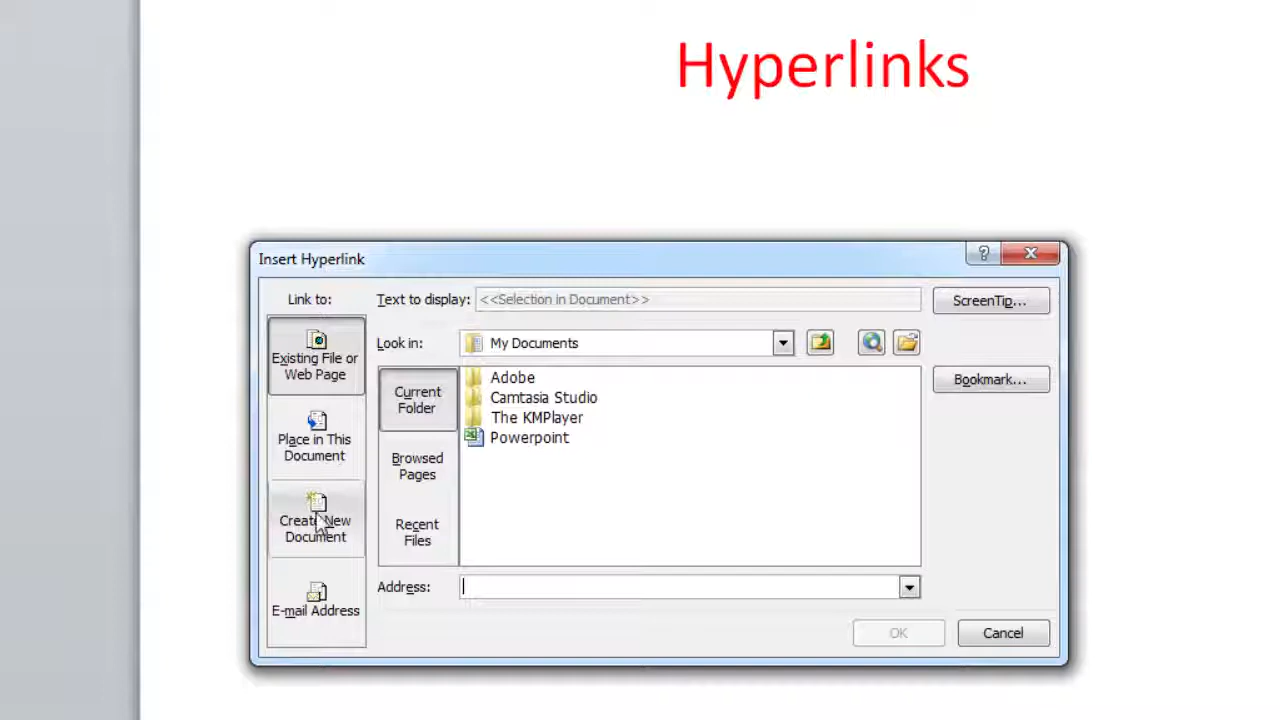 Hyperlinks
Insert Hyperlink
?
Link to:
Text to display:
<<Selection in Document>>
ScreenTip...
Existing File or
Web Page
Look in:
My Documents
Bookmark...
Current
Folder
Adobe
Camtasia Studio
The KMPlayer
Powerpoint
Place in This
Document
Browsed
Pages
Create New
Document
Recent
Files
E-mail Address
Address:
OK
Cancel